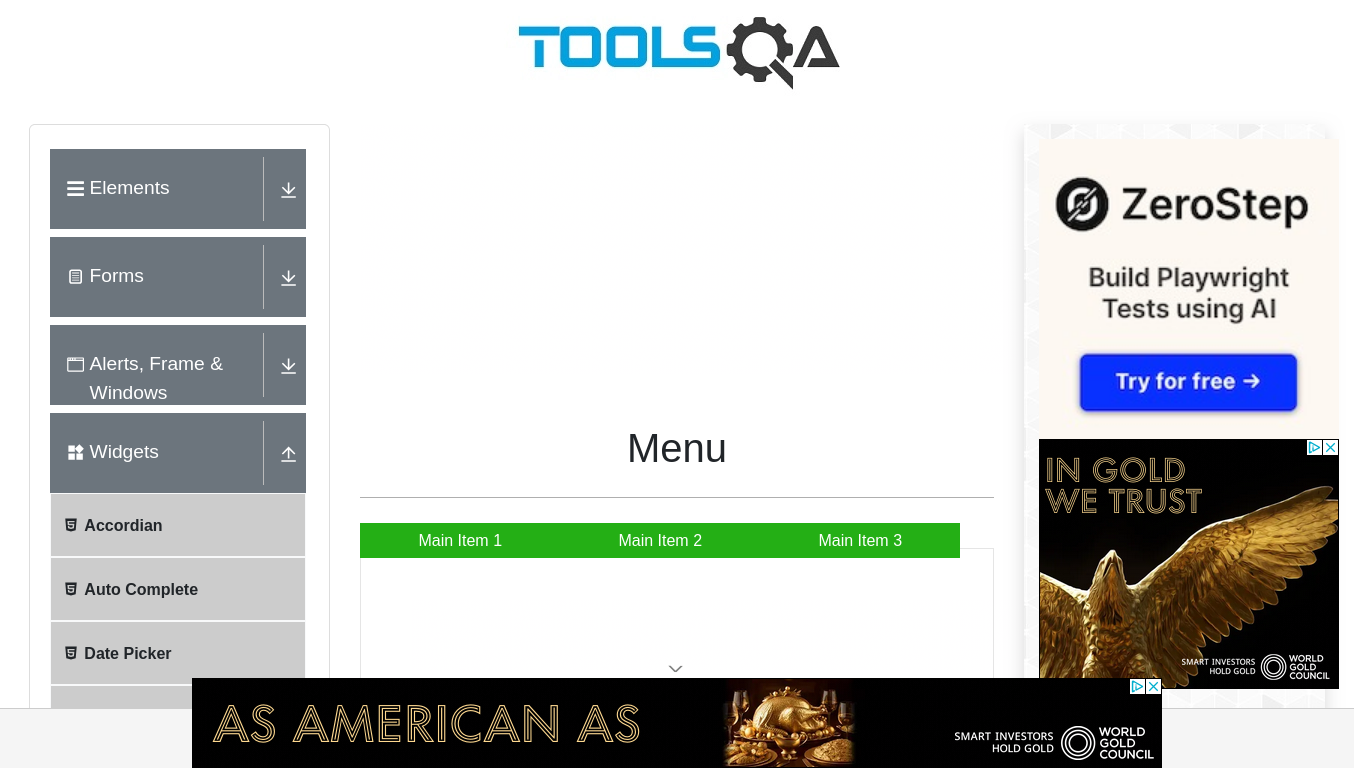 TOOLSQA
Elements
Forms
Alerts, Frame &
Windows
Widgets
Accordian
Auto Complete
Date Picker
Menu
Main Item 1
Main Item 2
Main Item 3
ZeroStep
Build Playwright
Tests using AI
Try for free →
IN GOLD
WE TRUST
SMART INVESTORS
HOLD GOLD
WORLD
GOLD
COUNCIL
AS AMERICAN AS
SMART INVESTORS
HOLD GOLD
WORLD
GOLD
COUNCIL